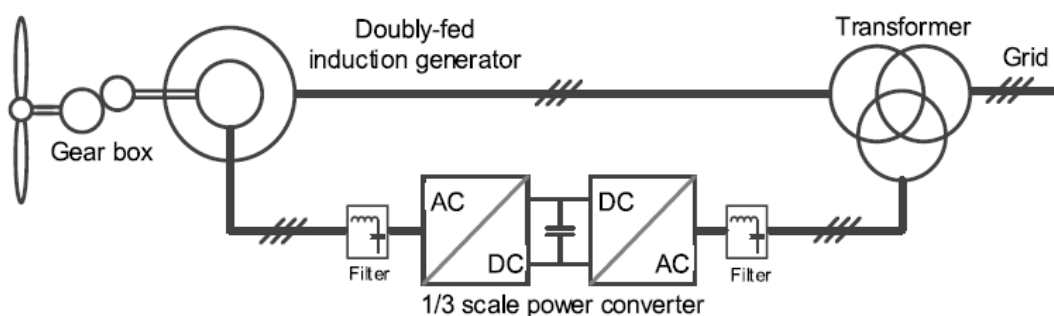 Doubly-fed
induction generator
Transformer
Grid
Gear box
Filter
AC
DC
DC
AC
Filter
1/3 scale power converter